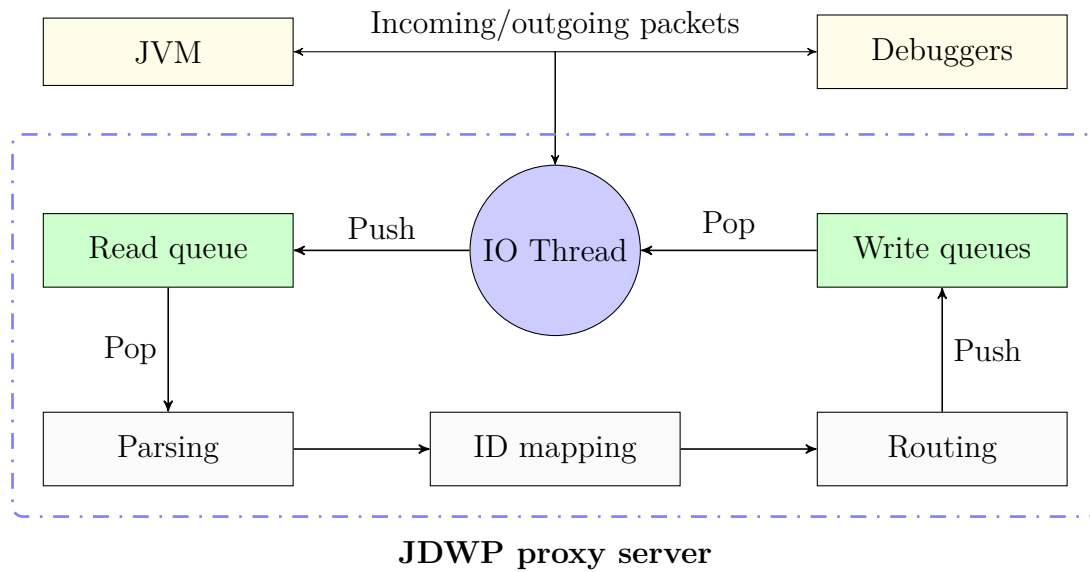 Incoming/outgoing packets
JVM
Debuggers
Read queue
Push
IO Thread
Pop
Write queues
Pop
Push
Parsing
ID mapping
Routing
JDWP proxy server